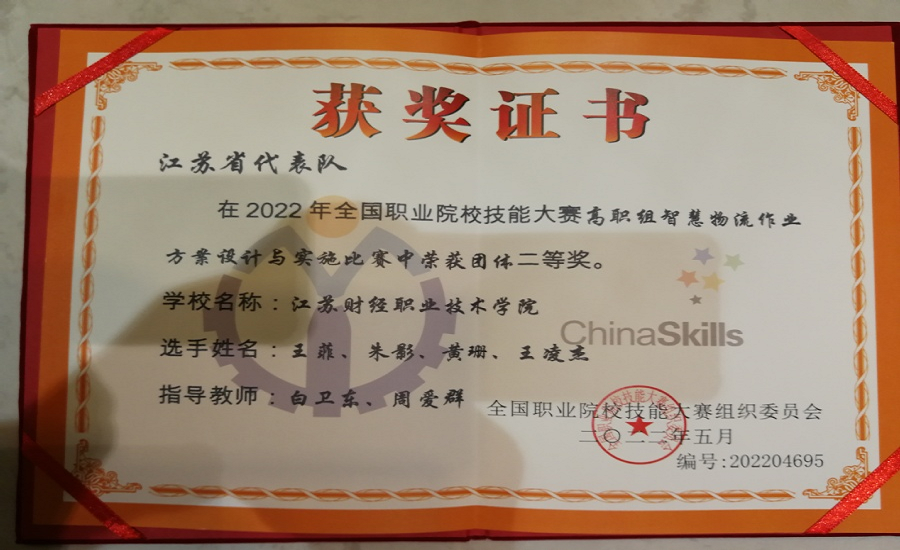 获奖证书
江苏省代表队
在2022年全国职业院校技能大赛高职组智慧物流作业
方案设计与实施比赛中荣获团体二等奖。
学校名称：江苏财经职业技术学院
ChinaSkills
选手姓名：王菲、朱影、黄珊、王凌杰
指导教师：白卫东、周爱群
全国职业院校技能大赛组织委员会
二〇二二年五月
编号:202204695